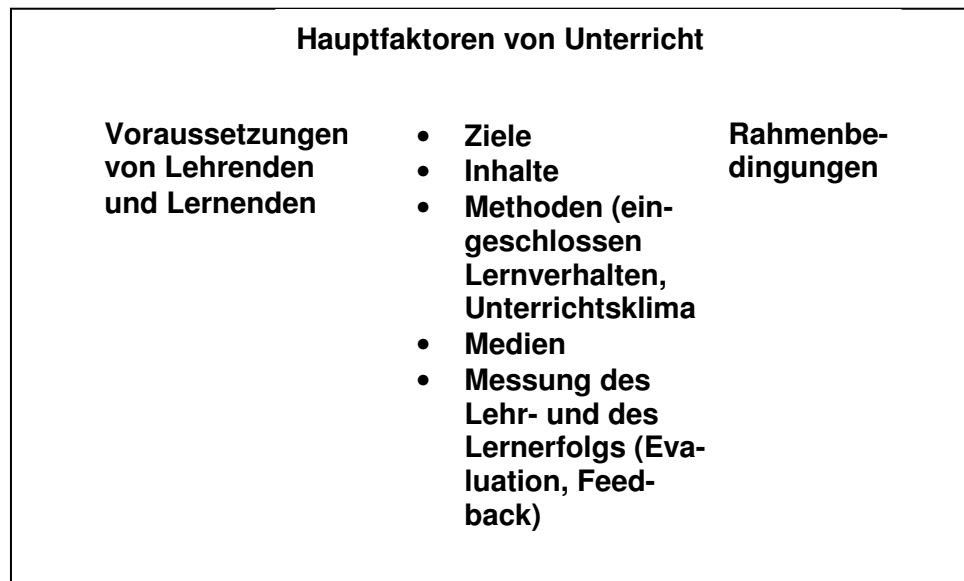 Hauptfaktoren von Unterricht
Voraussetzungen
von Lehrenden
und Lernenden
• Ziele
• Inhalte
• Methoden (ein-
geschlossen
Lernverhalten,
Unterrichtsklima
• Medien
• Messung des
Lehr- und des
Lernerfolgs (Eva-
luation, Feed-
back)
Rahmenbe-
dingungen